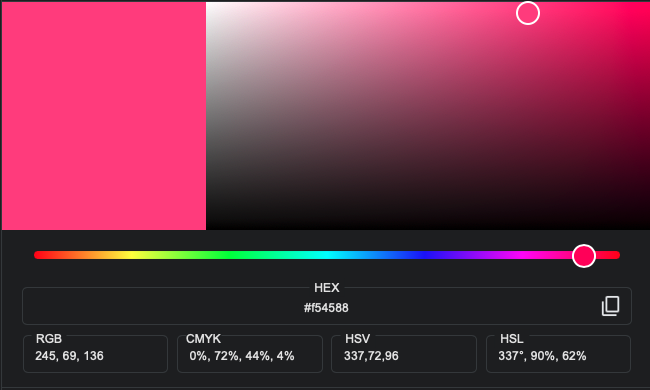 HEX
#f54588
RGB
245, 69, 136
CMYK
0%, 72%, 44%, 4%
HSV
337,72,96
HSL
337°, 90%, 62%